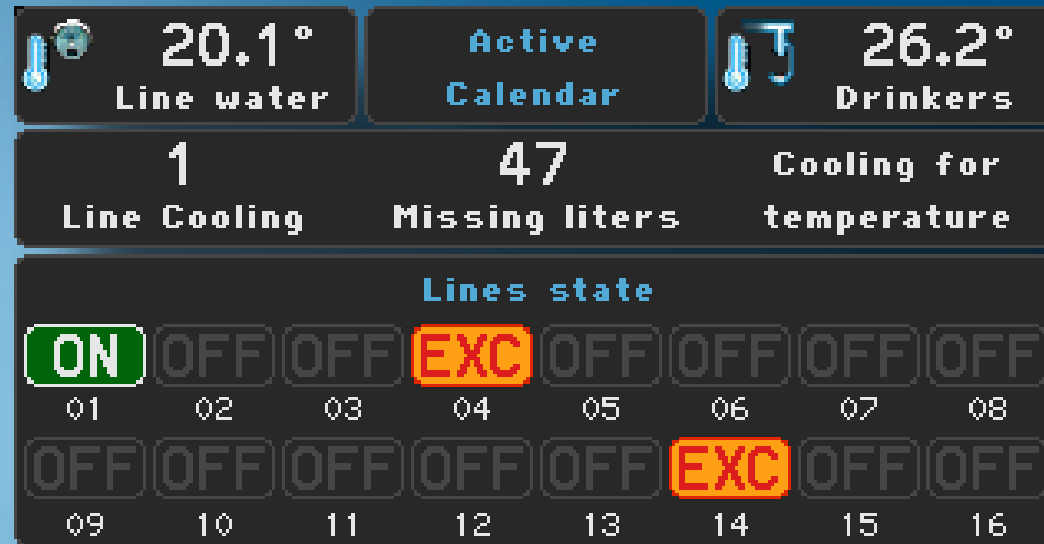 20.1°
Line water
Active
Calendar
26.2°
Drinkers
1
Line Cooling
47
Missing liters
Cooling for
temperature
Lines state
ON OFF OFF EXC OFF OFF OFF OFF
01 02 03 04 05 06 07 08
OFF OFF OFF OFF OFF EXC OFF OFF
09 10 11 12 13 14 15 16